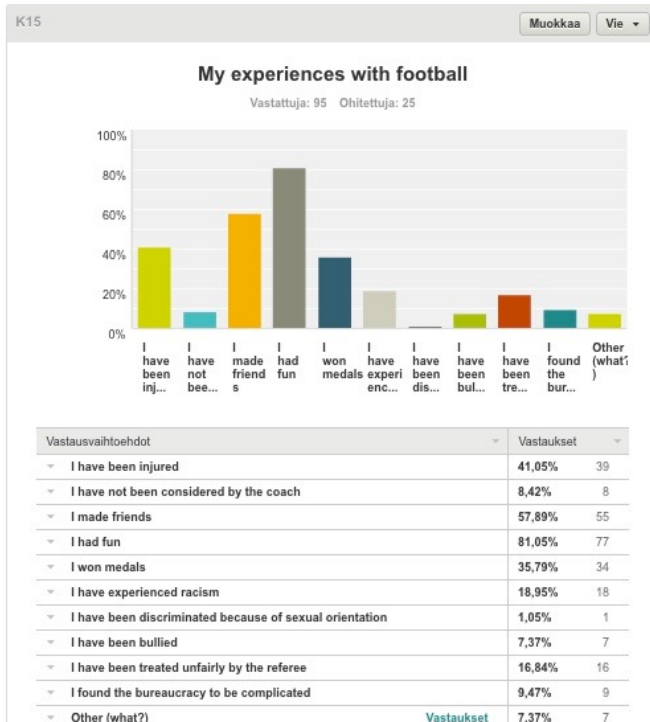 K15
Muokkaa
Vie
My experiences with football
Vastattuja: 95 Ohitettuja: 25
100%
80%
60%
40%
20%
0%
I have been inj...
I have not bee...
I made friends
I had fun
I won medals
I have experienc...
I have been dis...
I have been bul...
I have been tre...
I found the bur...
Other (what?)
Vastausvaihtoehdot Vastaukset
I have been injured 41,05% 39
I have not been considered by the coach 8,42% 8
I made friends 57,89% 55
I had fun 81,05% 77
I won medals 35,79% 34
I have experienced racism 18,95% 18
I have been discriminated because of sexual orientation 1,05% 1
I have been bullied 7,37% 7
I have been treated unfairly by the referee 16,84% 16
I found the bureaucracy to be complicated 9,47% 9
Other (what?) Vastaukset 7,37% 7